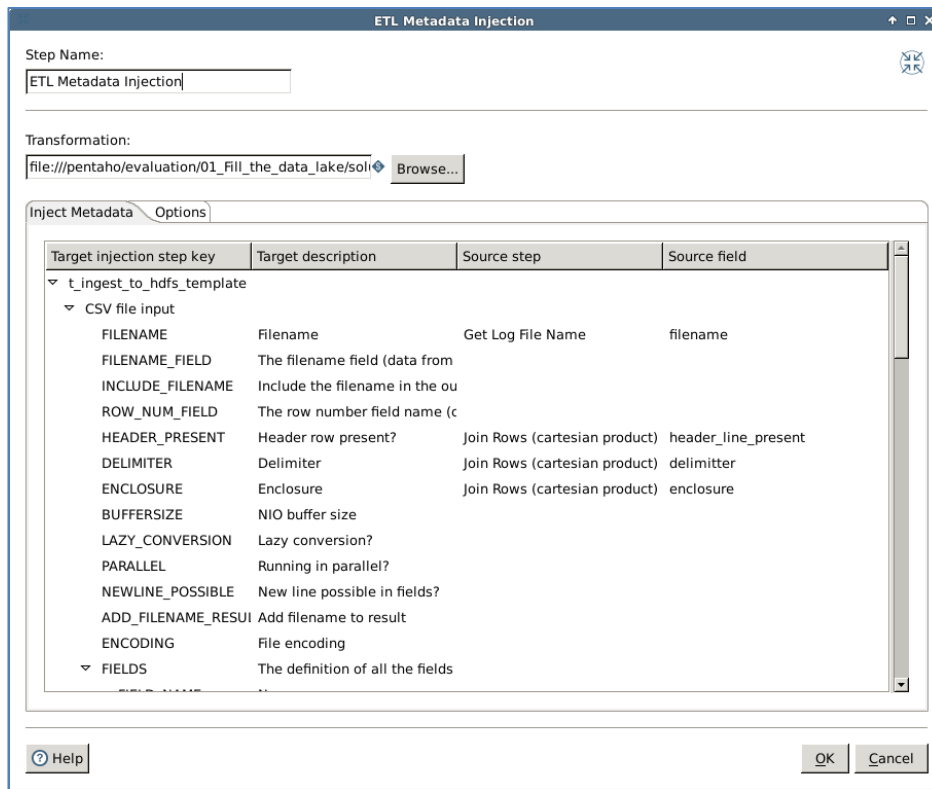 ETL Metadata Injection
Step Name:
ETL Metadata Injection
Transformation:
file:///pentaho/evaluation/01_Fill_the_data_lake/sol
Browse...
Inject Metadata Options
Target injection step key Target description Source step Source field
t_ingest_to_hdfs_template
CSV file input
FILENAME Filename Get Log File Name filename
FILENAME_FIELD The filename field (data from
INCLUDE_FILENAME Include the filename in the ou
ROW_NUM_FIELD The row number field name (c
HEADER_PRESENT Header row present? Join Rows (cartesian product) header_line_present
DELIMITER Delimiter Join Rows (cartesian product) delimitter
ENCLOSURE Enclosure Join Rows (cartesian product) enclosure
BUFFERSIZE NIO buffer size
LAZY_CONVERSION Lazy conversion?
PARALLEL Running in parallel?
NEWLINE_POSSIBLE New line possible in fields?
ADD_FILENAME_RESUL Add filename to result
ENCODING File encoding
FIELDS The definition of all the fields
Help OK Cancel